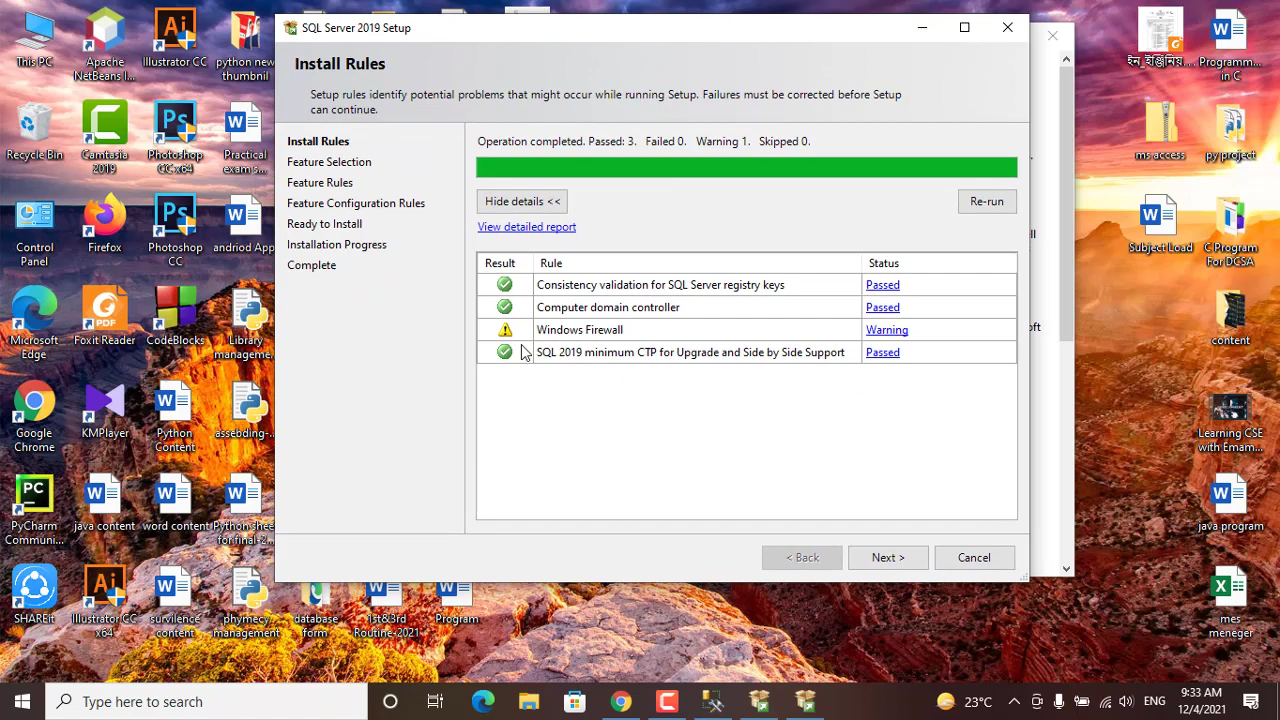 SQL Server 2019 Setup
Install Rules
Setup rules identify potential problems that might occur while running Setup. Failures must be corrected before Setup
can continue.
Install Rules
Feature Selection
Feature Rules
Feature Configuration Rules
Ready to Install
Installation Progress
Complete
Operation completed. Passed: 3. Failed 0. Warning 1. Skipped 0.
Hide details <<
Re-run
View detailed report
Result Rule Status
Consistency validation for SQL Server registry keys Passed
Computer domain controller Passed
Windows Firewall Warning
SQL 2019 minimum CTP for Upgrade and Side by Side Support Passed
< Back Next > Cancel
This PC
Apache
NetBeans I...
Illustrator CC
python new
thumbnil
Recycle Bin
Camtasia
2019
Photoshop
CC x64
Practical
exam s...
Control
Panel
Firefox
Photoshop
CC
andriod App
Microsoft
Edge
Foxit Reader
CodeBlocks
Library
manageme...
Google
Chrome
KMPlayer
Python
Content
assebding-...
PyCharm
Communi...
java content
word content
Python shee
for final-2...
SHAREit
Illustrator CC
x64
survilence
content
phymecy
management
database
form
1st&3rd
Routine-2021
Program
ইন_ইঞ্জিনিয়...
Programm...
in C
ms access
py project
Subject Load
C Program
For DCSA
content
Learning CSE
with Emam...
java program
mes
meneger
Type here to search
23°C
ENG
9:33 AM
12/4/2021